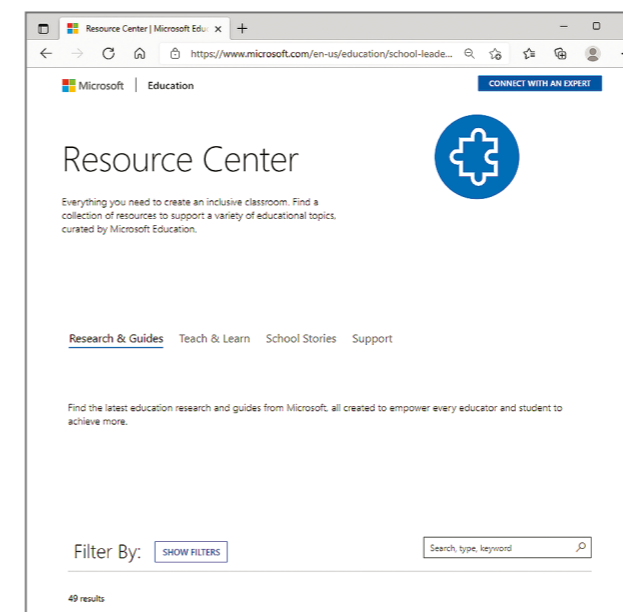 Resource Center | Microsoft Edu
https://www.microsoft.com/en-us/education/school-leade...
Microsoft | Education
CONNECT WITH AN EXPERT
Resource Center
Everything you need to create an inclusive classroom. Find a
collection of resources to support a variety of educational topics,
curated by Microsoft Education.
Research & Guides Teach & Learn School Stories Support
Find the latest education research and guides from Microsoft, all created to empower every educator and student to
achieve more.
Filter By: SHOW FILTERS Search, type, keyword
49 results